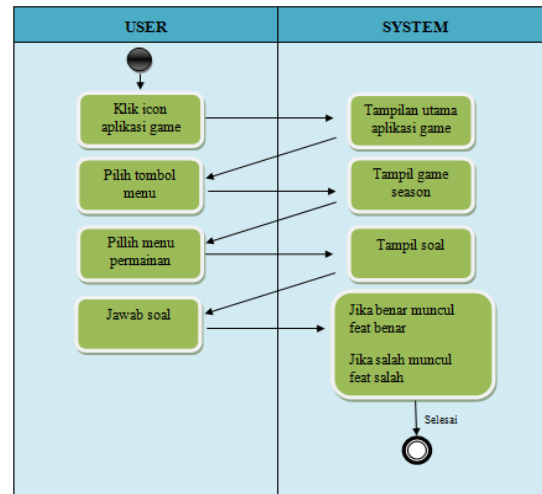 USER
SYSTEM
Klik icon
aplikasi game
Tampilan utama
aplikasi game
Pilih tombol
menu
Tampil game
season
Pillih menu
permainan
Tampil soal
Jawab soal
Jika benar muncul
feat benar
Jika salah muncul
feat salah
Selesai